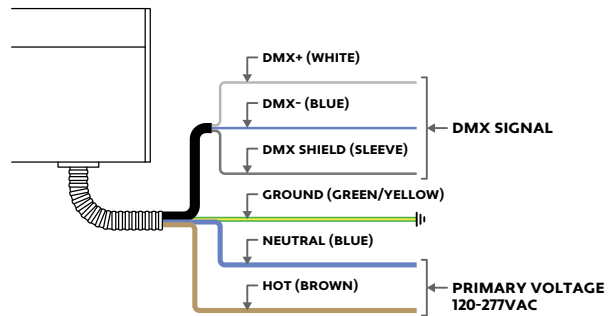 DMX+ (WHITE)
DMX- (BLUE)
DMX SIGNAL
DMX SHIELD (SLEEVE)
GROUND (GREEN/YELLOW)
NEUTRAL (BLUE)
HOT (BROWN)
PRIMARY VOLTAGE
120-277VAC